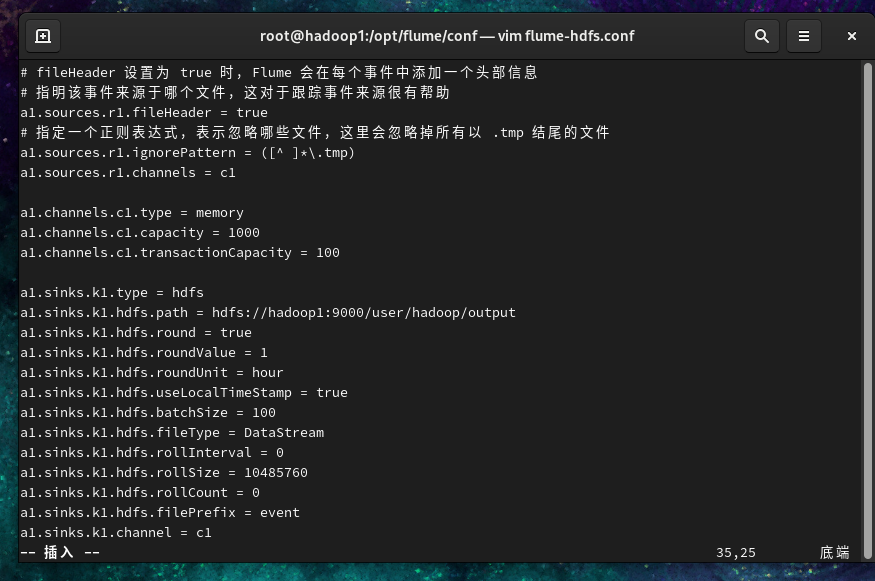 root@hadoop1:/opt/flume/conf — vim flume-hdfs.conf
# fileHeader 设置为 true 时，Flume 会在每个事件中添加一个头部信息
# 指明该事件来源于哪个文件，这对于跟踪事件来源很有帮助
a1.sources.r1.fileHeader = true
# 指定一个正则表达式，表示忽略哪些文件，这里会忽略掉所有以 .tmp 结尾的文件
a1.sources.r1.ignorePattern = ([^ ]*\.tmp)
a1.sources.r1.channels = c1
a1.channels.c1.type = memory
a1.channels.c1.capacity = 1000
a1.channels.c1.transactionCapacity = 100
a1.sinks.k1.type = hdfs
a1.sinks.k1.hdfs.path = hdfs://hadoop1:9000/user/hadoop/output
a1.sinks.k1.hdfs.round = true
a1.sinks.k1.hdfs.roundValue = 1
a1.sinks.k1.hdfs.roundUnit = hour
a1.sinks.k1.hdfs.useLocalTimeStamp = true
a1.sinks.k1.hdfs.batchSize = 100
a1.sinks.k1.hdfs.fileType = DataStream
a1.sinks.k1.hdfs.rollInterval = 0
a1.sinks.k1.hdfs.rollSize = 10485760
a1.sinks.k1.hdfs.rollCount = 0
a1.sinks.k1.hdfs.filePrefix = event
a1.sinks.k1.channel = c1
-- 插入 -- 35,25 底端